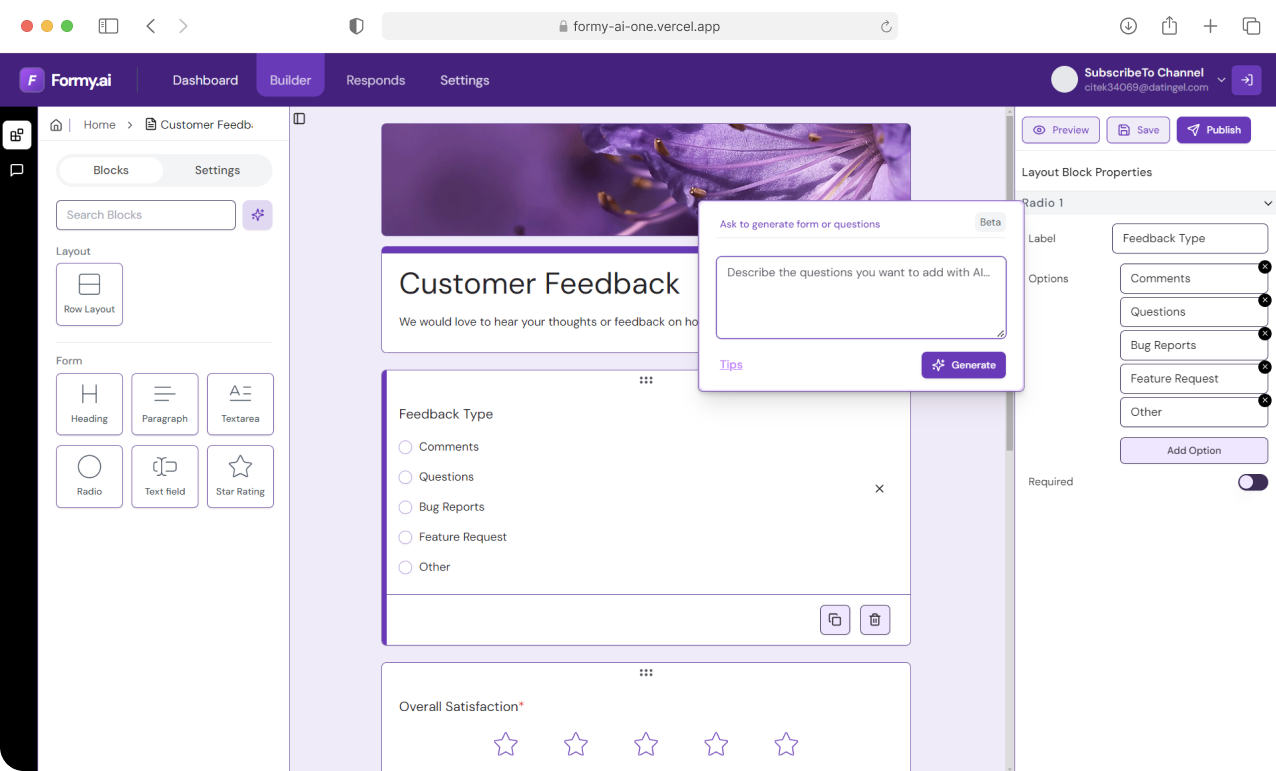 formy-ai-one.vercel.app
F Formy.ai
Dashboard
Builder
Responds
Settings
SubscribeTo Channel
citek34069@datingel.com
Home
Customer Feedb
Blocks
Settings
Search Blocks
Layout
Row Layout
Form
H
Heading
Paragraph
A
Textarea
Radio
Text field
Star Rating
Customer Feedback
We would love to hear your thoughts or feedback on ho
Feedback Type
Comments
Questions
Bug Reports
Feature Request
Other
Overall Satisfaction*
Ask to generate form or questions
Beta
Describe the questions you want to add with AI...
Tips
Generate
Preview
Save
Publish
Layout Block Properties
Radio 1
Label
Feedback Type
Options
Comments
Questions
Bug Reports
Feature Request
Other
Add Option
Required